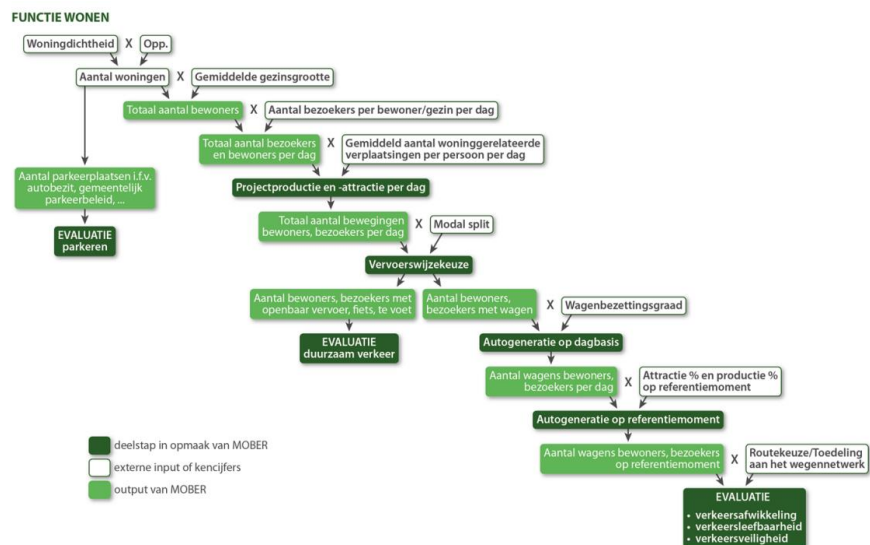 FUNCTIE WONEN
Woningdichtheid X Opp.
Aantal woningen X Gemiddelde gezinsgrootte
Totaal aantal bewoners X Aantal bezoekers per bewoner/gezin per dag
Totaal aantal bezoekers
en bewoners per dag
X
Gemiddeld aantal woninggerelateerde
verplaatsingen per persoon per dag
Aantal parkeerplaatsen i.f.v.
autobezit, gemeentelijk
parkeerbeleid, ...
Projectproductie en -attractie per dag
EVALUATIE
parkeren
Totaal aantal bewegingen
bewoners, bezoekers per dag
X Modal split
Vervoerswijzekeuze
Aantal bewoners, bezoekers met
openbaar vervoer, fiets, te voet
Aantal bewoners,
bezoekers met wagen
X Wagenbezettingsgraad
EVALUATIE
duurzaam verkeer
Autogeneratie op dagbasis
Aantal wagens bewoners,
bezoekers per dag
X
Attractie % en productie %
op referentiemoment
Autogeneratie op referentiemoment
Aantal wagens bewoners, bezoekers
op referentiemoment
X
Routekeuze/Toedeling
aan het wegennetwerk
EVALUATIE
• verkeersafwikkeling
• verkeersleefbaarheid
• verkeersveiligheid
deelstap in opmaak van MOBER
externe input of kencijfers
output van MOBER